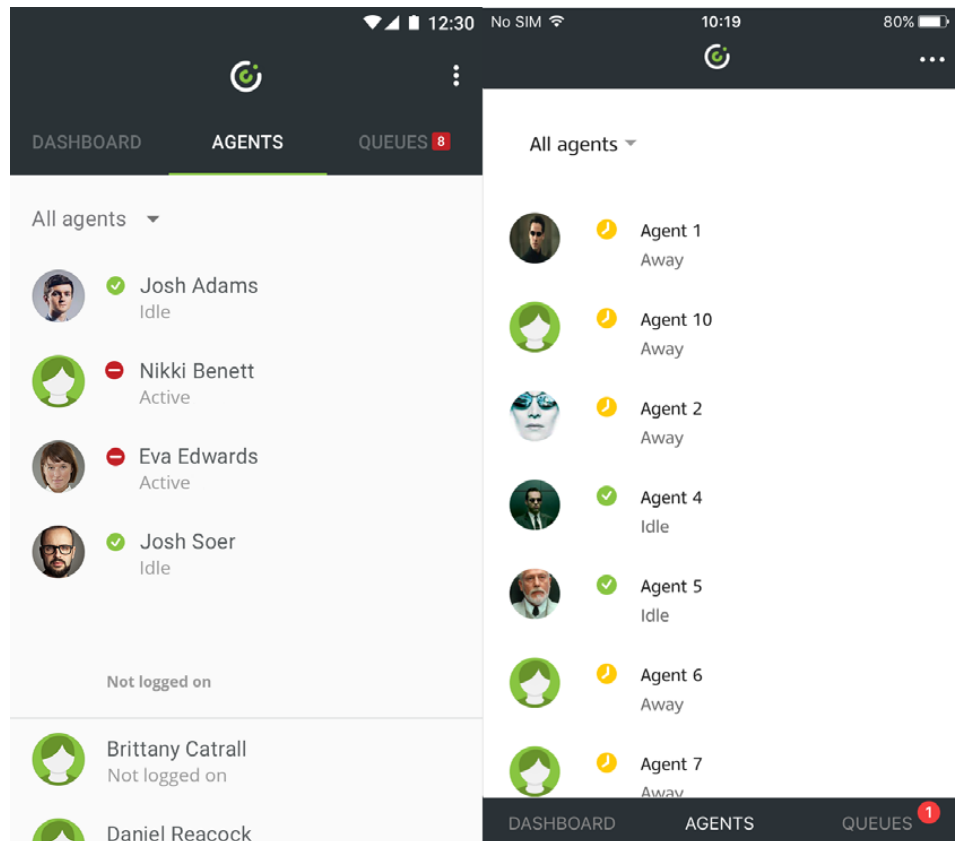 12:30
DASHBOARD AGENTS QUEUES 8
All agents
Josh Adams
Idle
Nikki Benett
Active
Eva Edwards
Active
Josh Soer
Idle
Not logged on
Brittany Catrall
Not logged on
Daniel Reacock
No SIM 10:19 80%
All agents
Agent 1
Away
Agent 10
Away
Agent 2
Away
Agent 4
Idle
Agent 5
Idle
Agent 6
Away
Agent 7
Away
DASHBOARD AGENTS QUEUES 1